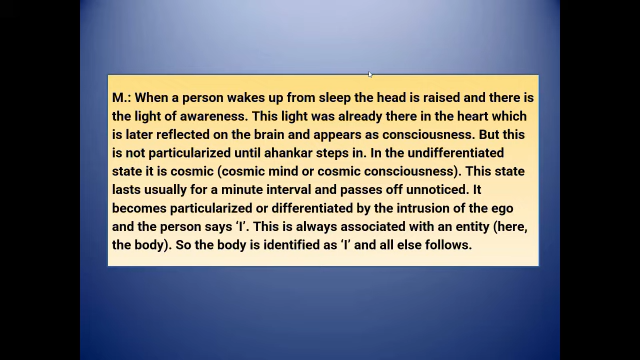 M.: When a person wakes up from sleep the head is raised and there is
the light of awareness. This light was already there in the heart which
is later reflected on the brain and appears as consciousness. But this
is not particularized until ahankar steps in. In the undifferentiated
state it is cosmic (cosmic mind or cosmic consciousness). This state
lasts usually for a minute interval and passes off unnoticed. It
becomes particularized or differentiated by the intrusion of the ego
and the person says ‘I’. This is always associated with an entity (here,
the body). So the body is identified as ‘I’ and all else follows.